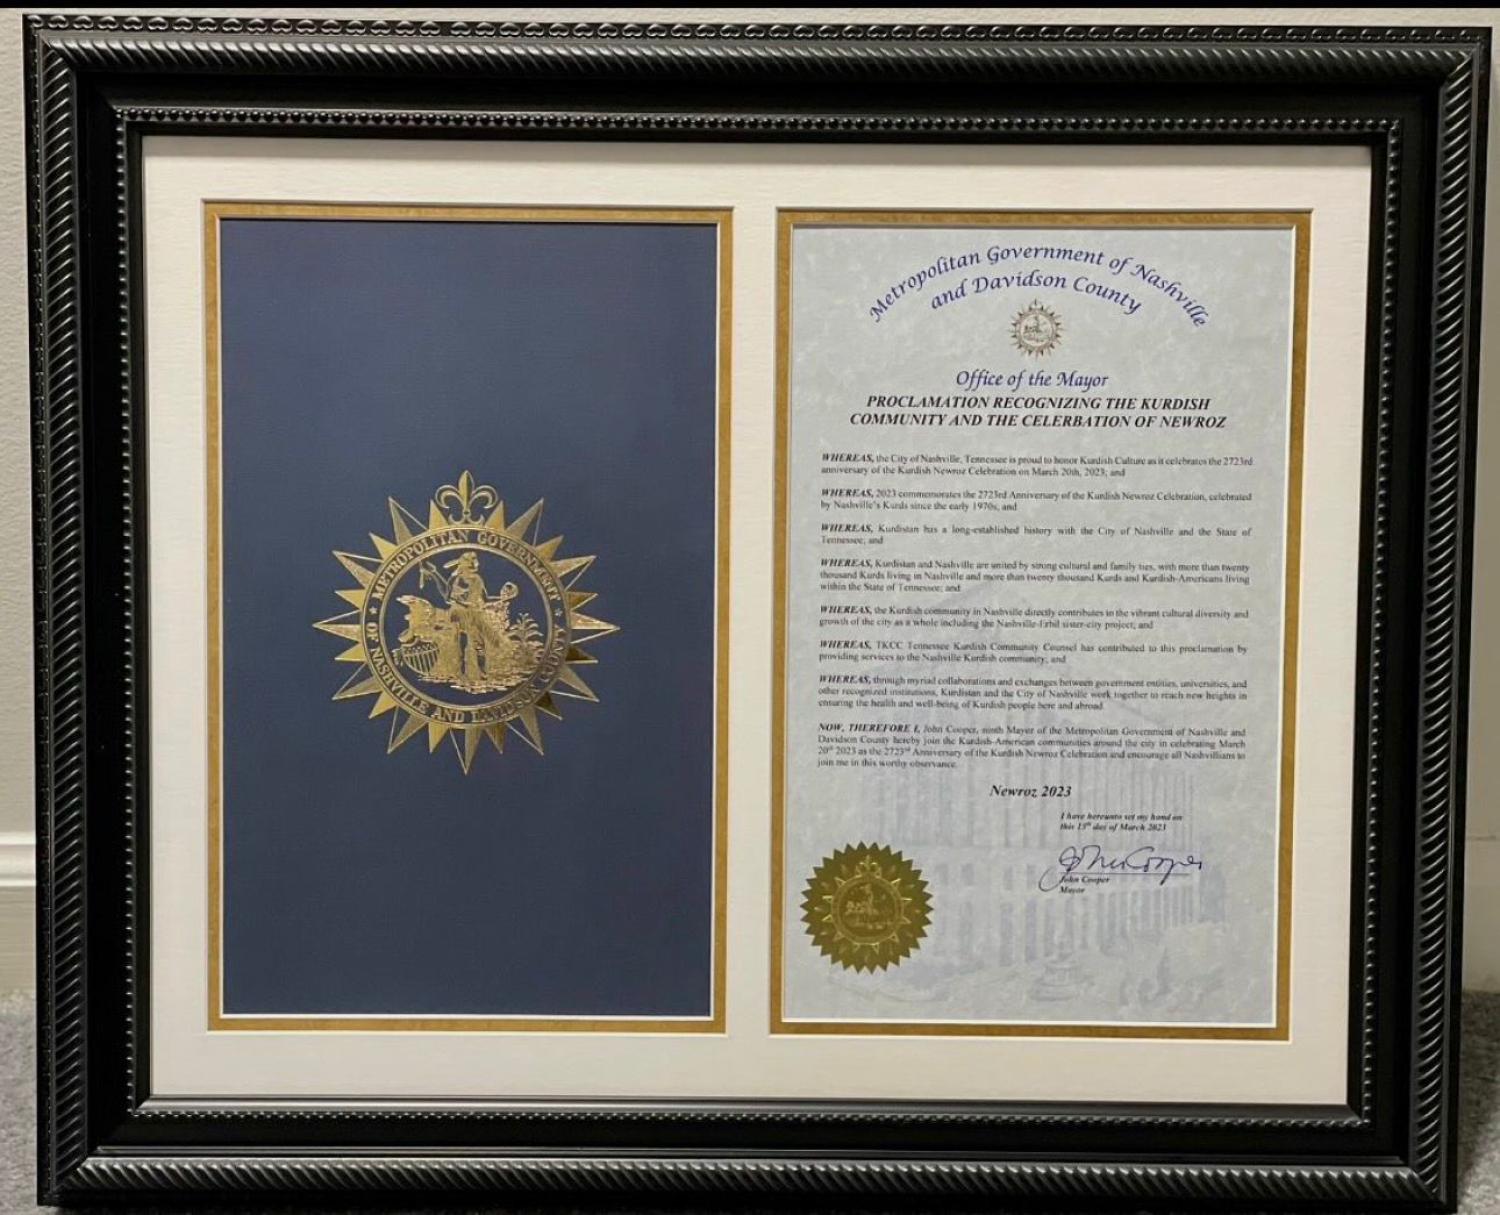 METROPOLITAN GOVERNMENT
OF NASHVILLE AND DAVIDSON COUNTY
Metropolitan Government of Nashville
and Davidson County
Office of the Mayor
PROCLAMATION RECOGNIZING THE KURDISH
COMMUNITY AND THE CELERBATION OF NEWROZ
WHEREAS, the City of Nashville, Tennessee is proud to honor Kurdish Culture as it celebrates the 2723rd
anniversary of the Kurdish Newroz Celebration on March 20th, 2023; and
WHEREAS, 2023 commemorates the 2723rd Anniversary of the Kurdish Newroz Celebration, celebrated
by Nashville's Kurds since the early 1970s, and
WHEREAS, Kurdistan has a long-established history with the City of Nashville and the State of
Tennessee; and
WHEREAS, Kurdistan and Nashville are united by strong cultural and family ties, with more than twenty
thousand Kurds living in Nashville and more than twenty thousand Kurds and Kurdish-Americans living
within the State of Tennessee; and
WHEREAS, the Kurdish community in Nashville directly contributes to the vibrant cultural diversity and
growth of the city as a whole including the Nashville-Erbil sister-city project; and
WHEREAS, TKCC Tennessee Kurdish Community Counsel has contributed to this proclamation by
providing services to the Nashville Kurdish community; and
WHEREAS, through myriad collaborations and exchanges between government entities, universities, and
other recognized institutions, Kurdistan and the City of Nashville work together to reach new heights in
ensuring the health and well-being of Kurdish people here and abroad.
NOW, THEREFORE I, John Cooper, ninth Mayor of the Metropolitan Government of Nashville and
Davidson County hereby join the Kurdish-American communities around the city in celebrating March
20th 2023 as the 2723rd Anniversary of the Kurdish Newroz Celebration and encourage all Nashvillians to
join me in this worthy observance.
Newroz 2023
I have hereunto set my hand on
this 15th day of March 2023
John Cooper
John Cooper
Mayor